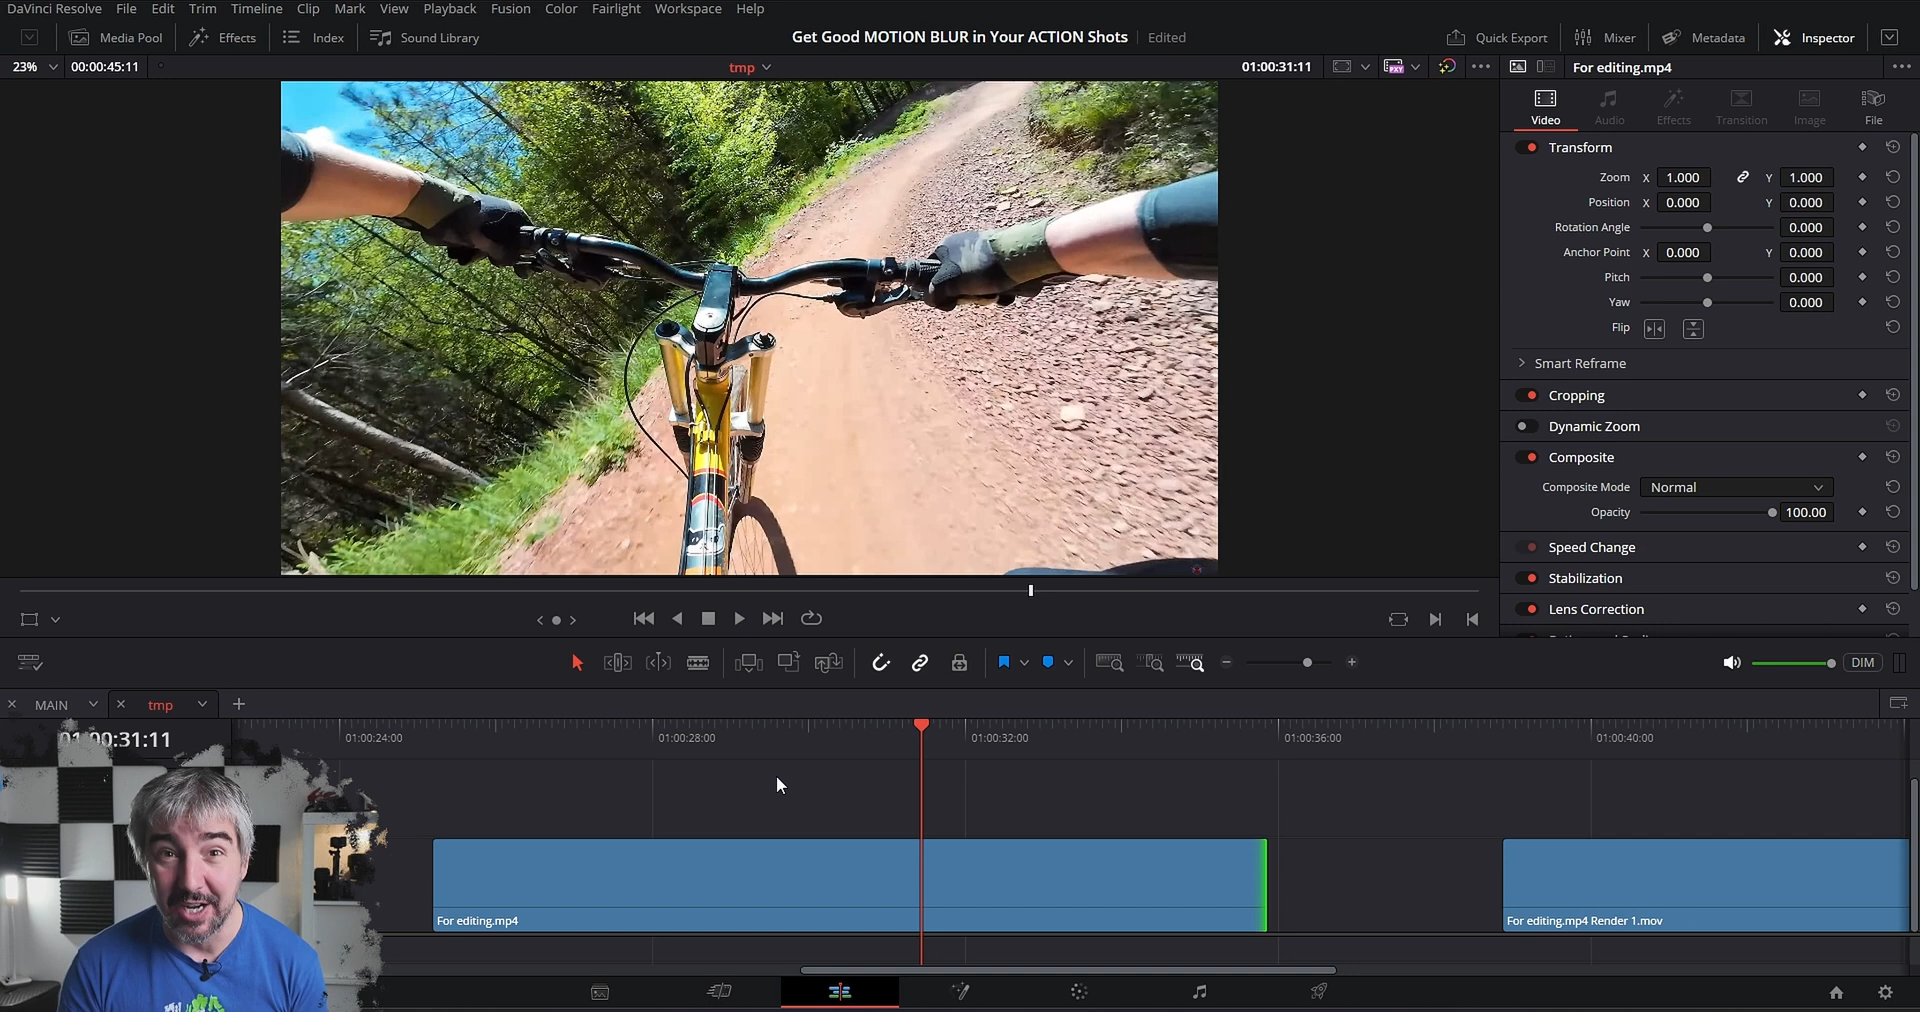 DaVinci Resolve File Edit Trim Timeline Clip Mark View Playback Fusion Color Fairlight Workspace Help
Media Pool Effects Index Sound Library Get Good MOTION BLUR in Your ACTION Shots Edited Quick Export Mixer Metadata Inspector
23% 00:00:45:11 tmp 01:00:31:11 PXY For editing.mp4
Video Audio Effects Transition Image File
Transform
Zoom X 1.000 Y 1.000
Position X 0.000 Y 0.000
Rotation Angle 0.000
Anchor Point X 0.000 Y 0.000
Pitch 0.000
Yaw 0.000
Flip
Smart Reframe
Cropping
Dynamic Zoom
Composite
Composite Mode Normal
Opacity 100.00
Speed Change
Stabilization
Lens Correction
DIM
MAIN tmp
01:00:31:11 01:00:24:00 01:00:28:00 01:00:32:00 01:00:36:00 01:00:40:00
For editing.mp4 For editing.mp4 Render 1.mov